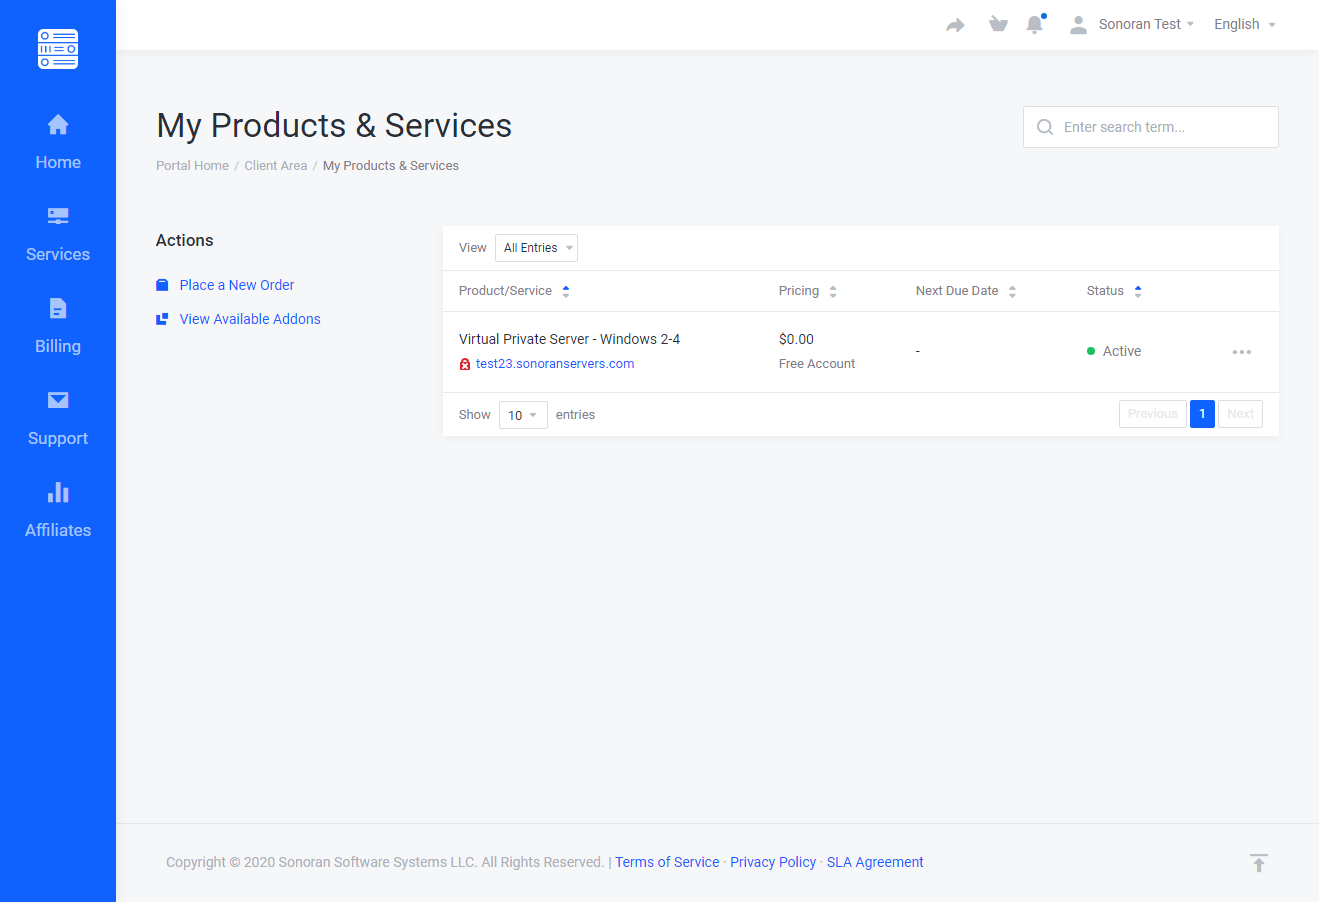 Sonoran Test English
Home
Services
Billing
Support
Affiliates
My Products & Services
Enter search term...
Portal Home / Client Area / My Products & Services
Actions
Place a New Order
View Available Addons
View All Entries
Product/Service Pricing Next Due Date Status
Virtual Private Server - Windows 2-4 $0.00 - Active
test23.sonoranservers.com Free Account
Show 10 entries Previous 1 Next
Copyright © 2020 Sonoran Software Systems LLC. All Rights Reserved. | Terms of Service · Privacy Policy · SLA Agreement